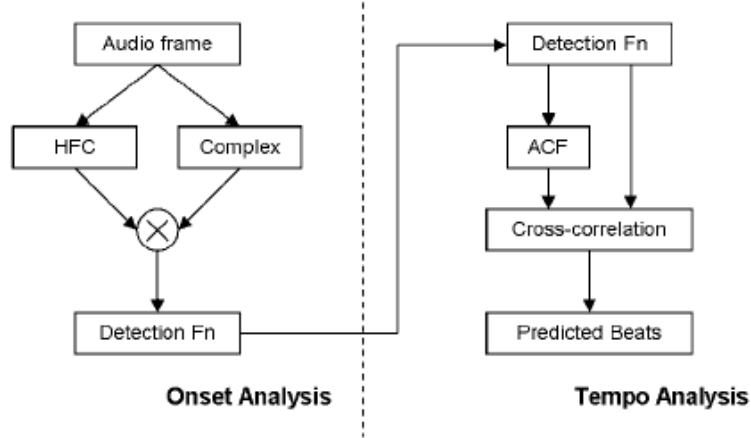 Audio frame
HFC
Complex
Detection Fn
Onset Analysis
Detection Fn
ACF
Cross-correlation
Predicted Beats
Tempo Analysis